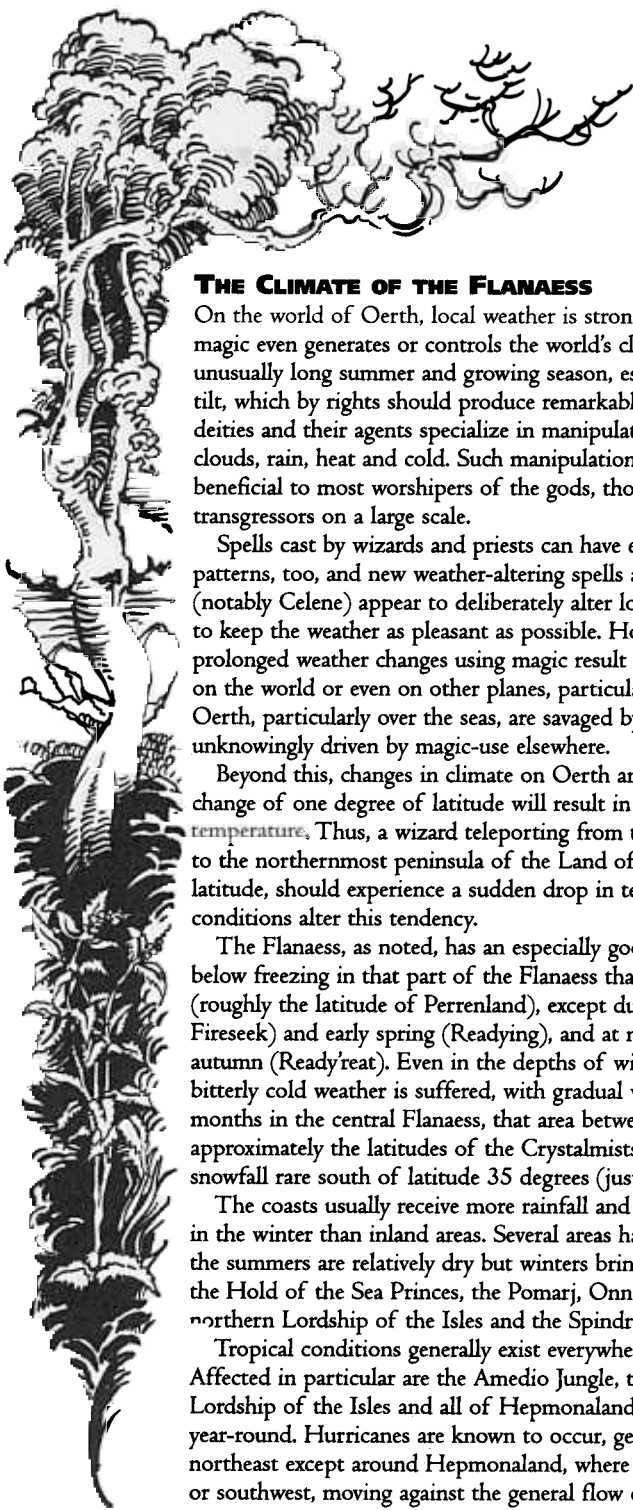 THE CLIMATE OF THE FLANAESS
On the world of Oerth, local weather is stron
magic even generates or controls the world's cl
unusually long summer and growing season, es
tilt, which by rights should produce remarkabl
deities and their agents specialize in manipulat
clouds, rain, heat and cold. Such manipulation
beneficial to most worshipers of the gods, tho
transgressors on a large scale.
Spells cast by wizards and priests can have e
patterns, too, and new weather-altering spells a
(notably Celene) appear to deliberately alter lo
to keep the weather as pleasant as possible. Ho
prolonged weather changes using magic result
on the world or even on other planes, particula
Oerth, particularly over the seas, are savaged by
unknowingly driven by magic-use elsewhere.
Beyond this, changes in climate on Oerth ar
change of one degree of latitude will result in
temperature. Thus, a wizard teleporting from t
to the northernmost peninsula of the Land of
latitude, should experience a sudden drop in te
conditions alter this tendency.
The Flanaess, as noted, has an especially goo
below freezing in that part of the Flanaess tha
(roughly the latitude of Perrenland), except du
Fireseek) and early spring (Readying), and at n
autumn (Ready'reat). Even in the depths of wi
bitterly cold weather is suffered, with gradual
months in the central Flanaess, that area betwe
approximately the latitudes of the Crystalmists
snowfall rare south of latitude 35 degrees (jus
The coasts usually receive more rainfall and
in the winter than inland areas. Several areas ha
the summers are relatively dry but winters brin
the Hold of the Sea Princes, the Pomarj, Onn
northern Lordship of the Isles and the Spindr
Tropical conditions generally exist everywhe
Affected in particular are the Amedio Jungle, t
Lordship of the Isles and all of Hepmonaland
year-round. Hurricanes are known to occur, ge
northeast except around Hepmonaland, where
or southwest, moving against the general flow